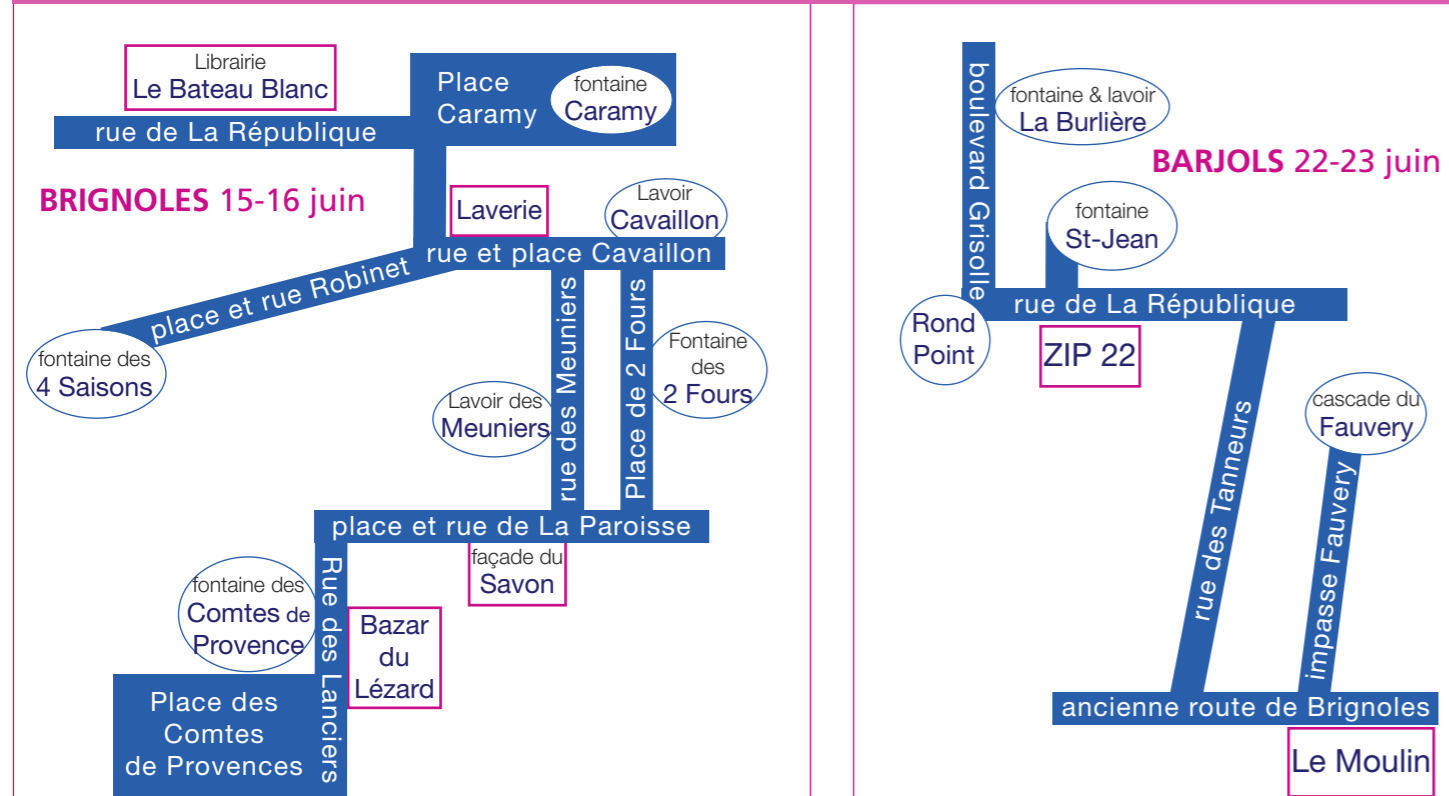 Librairie
Le Bateau Blanc
Place
Caramy
fontaine
Caramy
rue de La République
BRIGNOLES 15-16 juin
Laverie
Lavoir
Cavaillon
rue et place Cavaillon
place et rue Robinet
fontaine des
4 Saisons
rue des Meuniers
Place de 2 Fours
Fontaine
des
2 Fours
Lavoir des
Meuniers
place et rue de La Paroisse
façade du
Savon
fontaine des
Comtes de
Provence
Rue des Lanciers
Bazar
du
Lézard
Place des
Comtes
de Provences
boulevard Grisolle
fontaine & lavoir
La Burlière
BARJOLS 22-23 juin
fontaine
St-Jean
rue de La République
Rond
Point
ZIP 22
rue des Tanneurs
cascade du
Fauvery
impasse Fauvery
ancienne route de Brignoles
Le Moulin